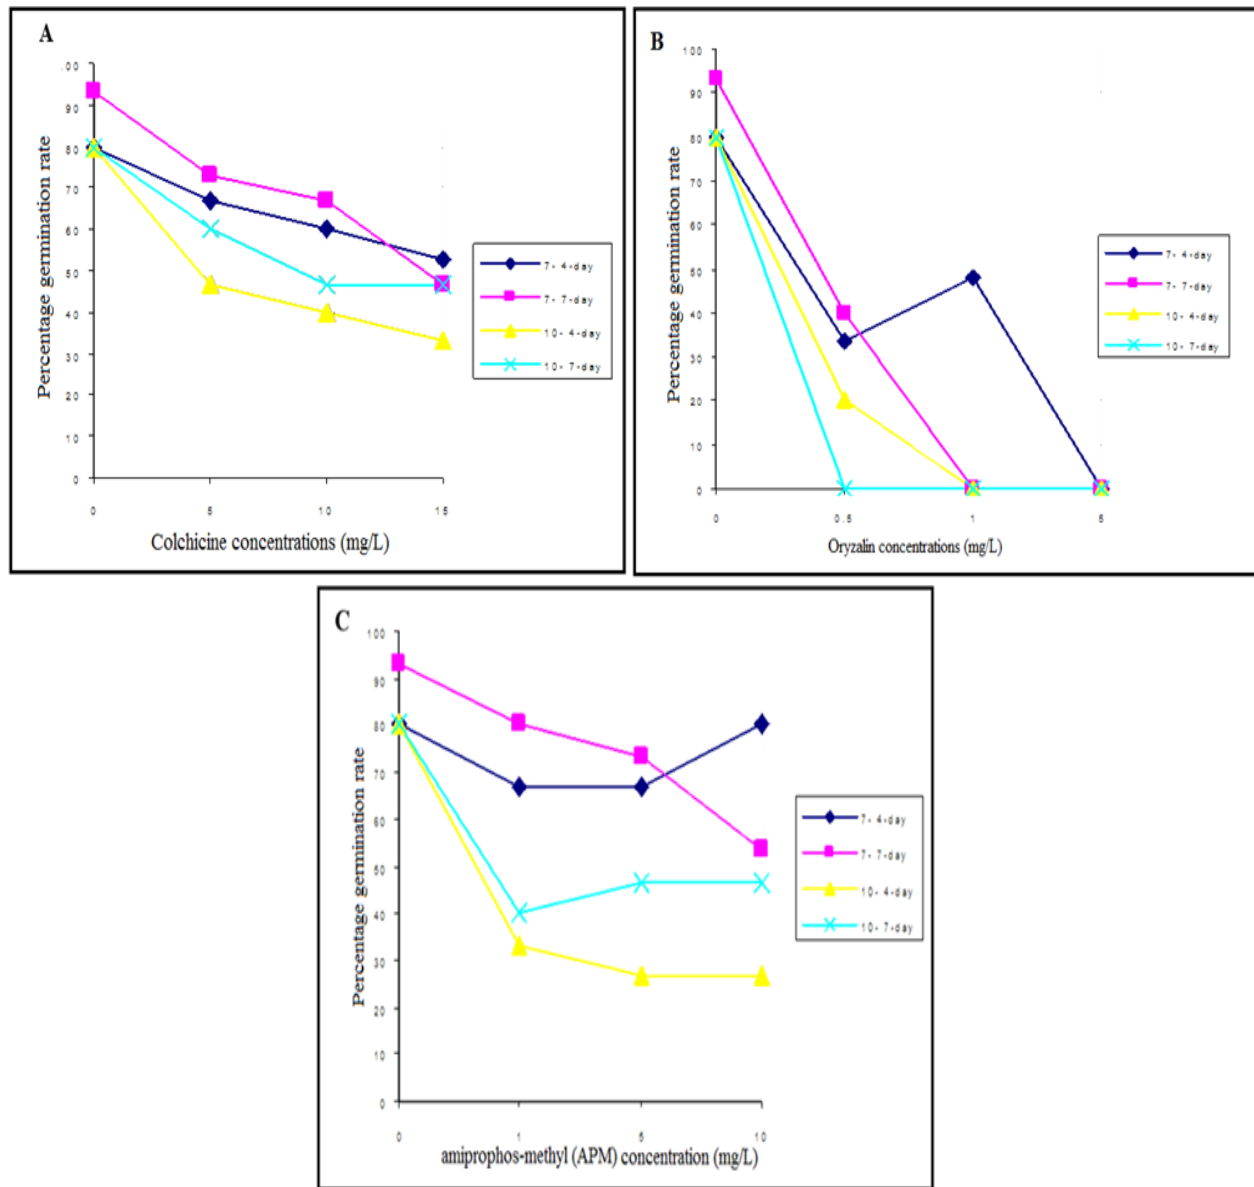 A
Percentage germination rate
.00
90
80
70
60
50
40
30
20
10
0
0 5 10 15
Colchicine concentrations (mg/L)
7- 4-day
7- 7-day
10- 4-day
10- 7-day
B
Percentage germination rate
100
90
80
70
60
50
40
30
20
10
0
0 0.5 1 5
Oryzalin concentrations (mg/L)
7- 4-day
7- 7-day
10- 4-day
10- 7-day
C
Percentage germination rate
100
90
80
70
60
50
40
30
20
10
0
0 1 5 10
amiprophos-methyl (APM) concentration (mg/L)
7- 4-day
7- 7-day
10- 4-day
10- 7-day